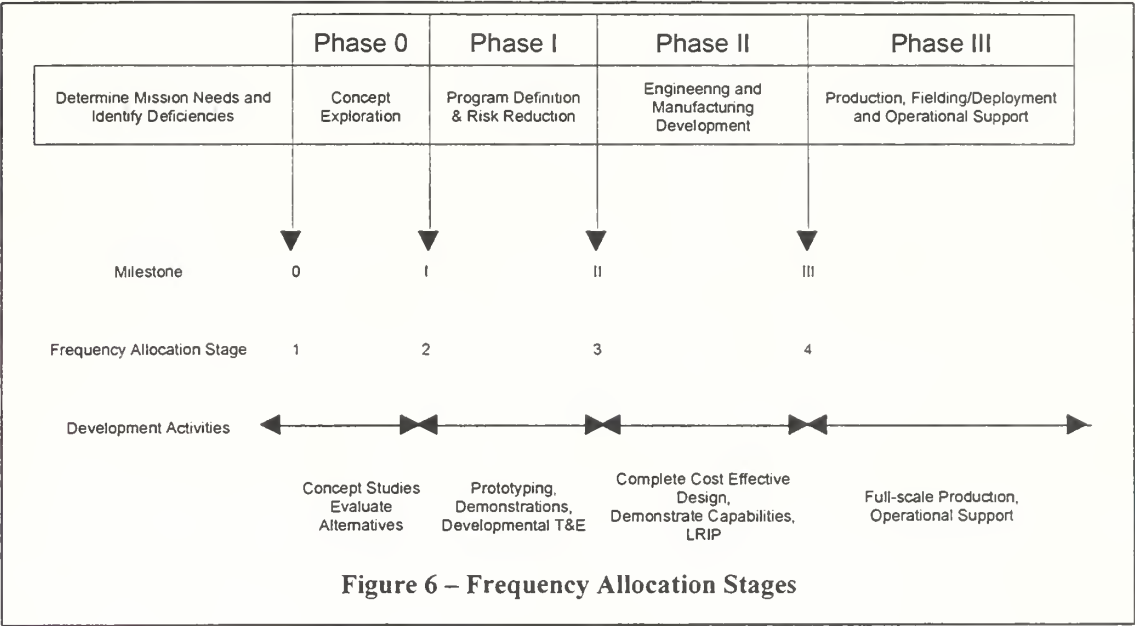 Phase 0
Phase I
Phase II
Phase III
Determine Mission Needs and
Identify Deficiencies
Concept
Exploration
Program Definition
& Risk Reduction
Engineenng and
Manufacturing
Development
Production, Fielding/Deployment
and Operational Support
Milestone
0
I
II
III
Frequency Allocation Stage
1
2
3
4
Development Activities
Concept Studies
Evaluate
Alternatives
Prototyping,
Demonstrations,
Developmental T&E
Complete Cost Effective
Design,
Demonstrate Capabilities,
LRIP
Full-scale Production,
Operational Support
Figure 6 – Frequency Allocation Stages